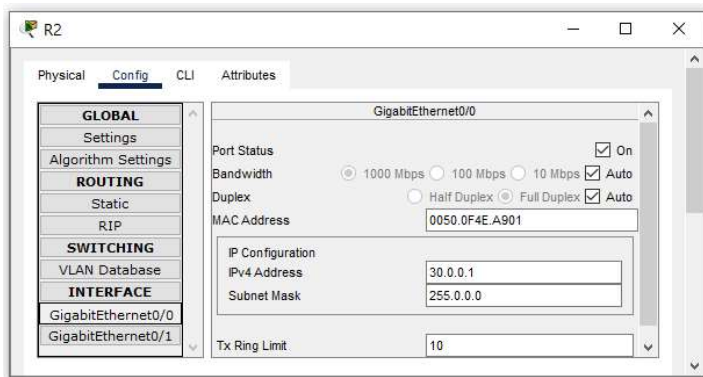 R2
Physical Config CLI Attributes
GLOBAL
Settings
Algorithm Settings
ROUTING
Static
RIP
SWITCHING
VLAN Database
INTERFACE
GigabitEthernet0/0
GigabitEthernet0/1
GigabitEthernet0/0
Port Status On
Bandwidth 1000 Mbps 100 Mbps 10 Mbps Auto
Duplex Half Duplex Full Duplex Auto
MAC Address 0050.0F4E.A901
IP Configuration
IPv4 Address 30.0.0.1
Subnet Mask 255.0.0.0
Tx Ring Limit 10